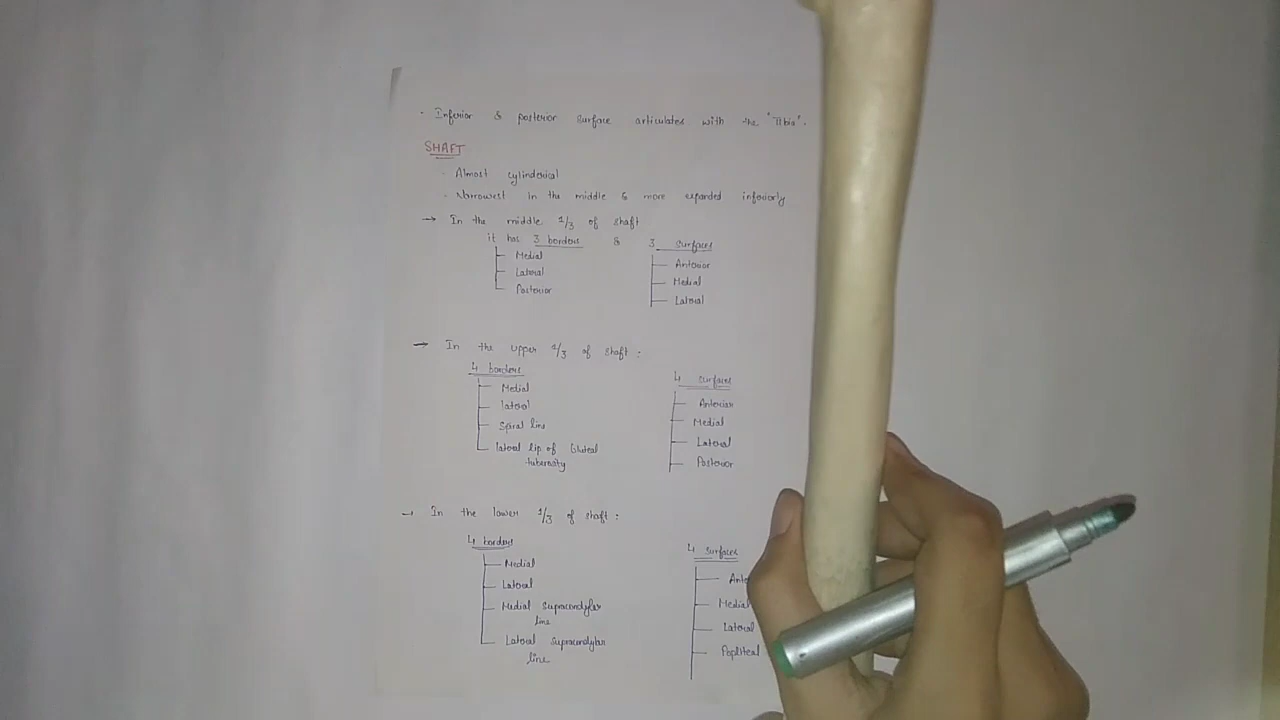 · Inferior & posterior surface articulates with the "Tibia".
SHAFT
· Almost cylinderical
· Narrowest in the middle & more expanded inferiorly
→ In the middle 1/3 of shaft
it has 3 borders & 3 surfaces
Medial
Lateral
Posterior
Anterior
Medial
Lateral
→ In the upper 1/3 of shaft :
4 borders
Medial
lateral
Spiral line
lateral lip of Gluteal
tuberosity
4 surfaces
Anterior
Medial
Lateral
Posterior
→ In the lower 1/3 of shaft :
4 borders
Medial
Lateral
Medial supracondylar
line
Lateral supracondylar
line
4 surfaces
Ante
Medial
Lateral
Popliteal